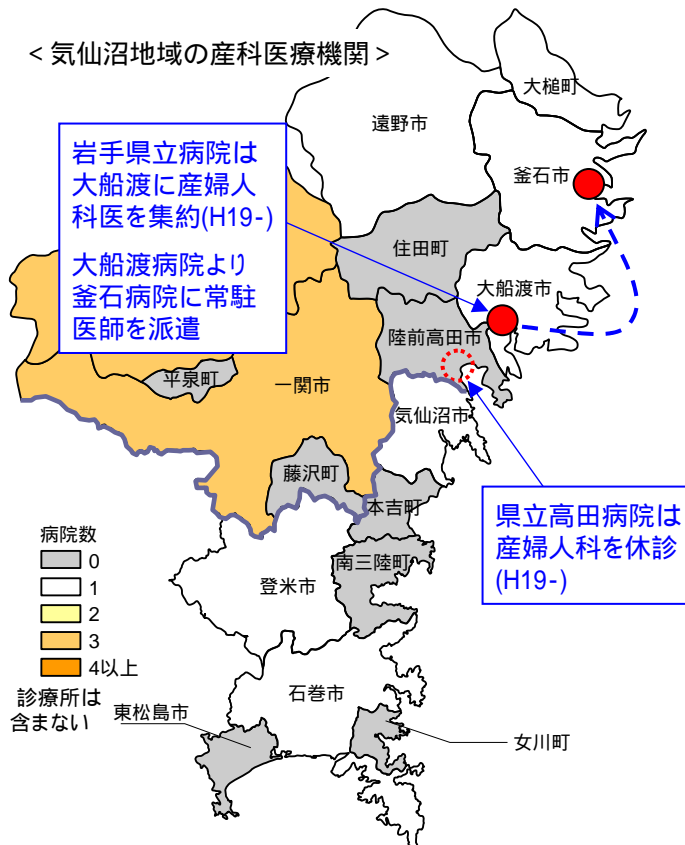 ＜気仙沼地域の産科医療機関＞
大槌町
遠野市
釜石市
岩手県立病院は
大船渡に産婦人
科医を集約(H19-)
大船渡病院より
釜石病院に常駐
医師を派遣
住田町
大船渡市
陸前高田市
平泉町
一関市
気仙沼市
藤沢町
本吉町
県立高田病院は
産婦人科を休診
(H19-)
南三陸町
登米市
病院数
0
1
2
3
4以上
診療所は
含まない
石巻市
東松島市
女川町